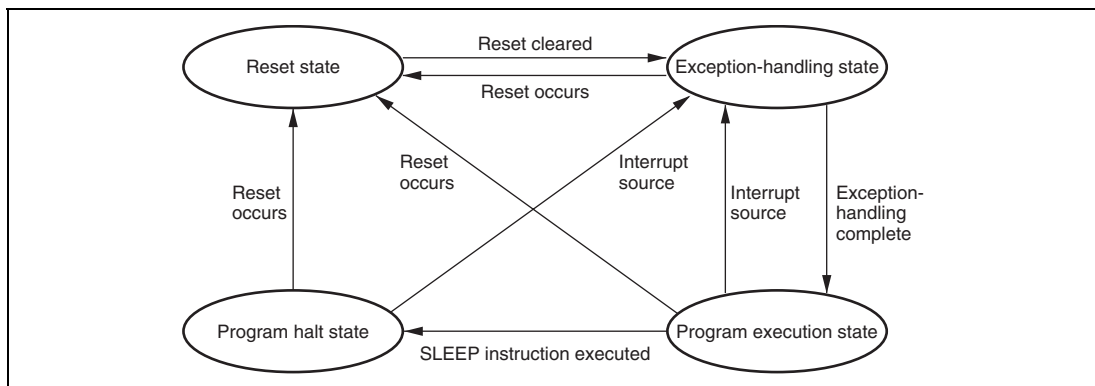 Reset cleared
Reset state
Exception-handling state
Reset occurs
Reset
occurs
Interrupt
source
Reset
occurs
Interrupt
source
Exception-
handling
complete
Program halt state
Program execution state
SLEEP instruction executed